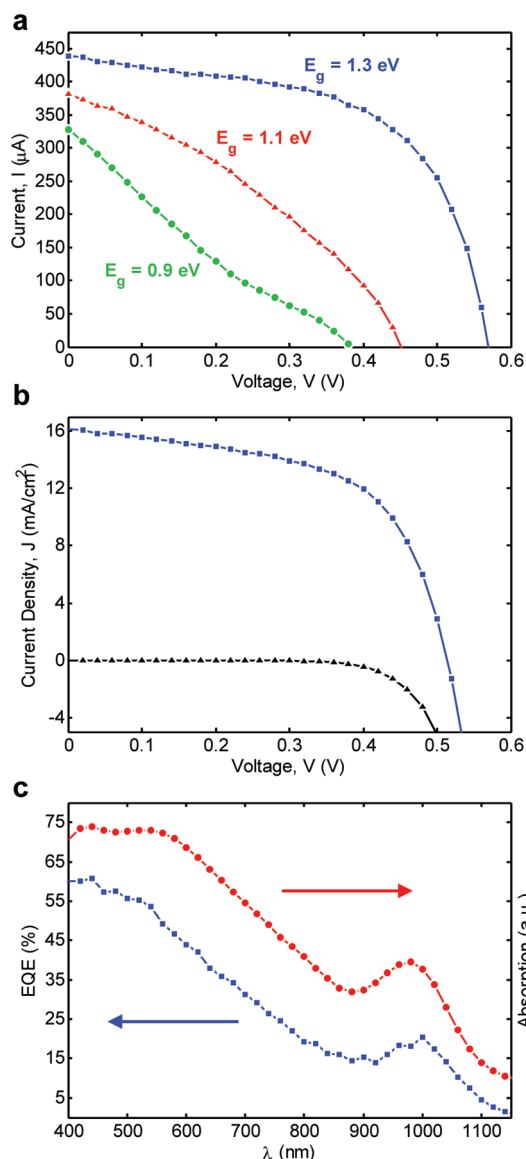 a
450
400
350
300
250
200
150
100
50
0
Current, I (µA)
E_g = 1.3 eV
E_g = 1.1 eV
E_g = 0.9 eV
0 0.1 0.2 0.3 0.4 0.5 0.6
Voltage, V (V)
b
16
12
8
4
0
−4
Current Density, J (mA/cm²)
0 0.1 0.2 0.3 0.4 0.5 0.6
Voltage, V (V)
c
75
65
55
45
35
25
15
5
EQE (%)
Absorption (a.u.)
400 500 600 700 800 900 1000 1100
λ (nm)